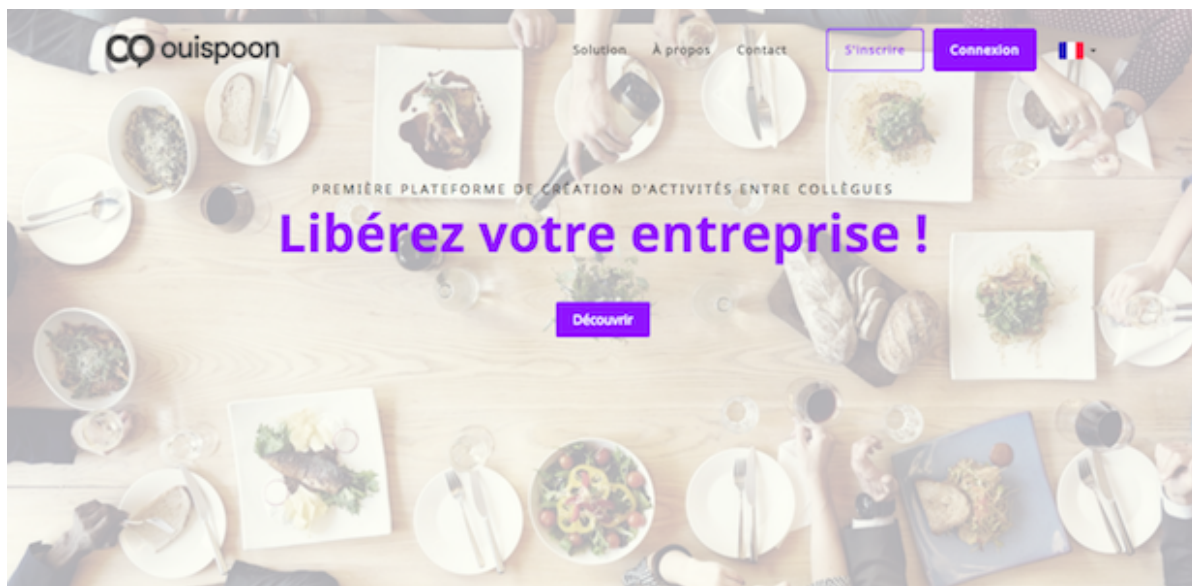 ouispoon
Solution À propos Contact S'inscrire Connexion
PREMIÈRE PLATEFORME DE CRÉATION D'ACTIVITÉS ENTRE COLLÈGUES
Libérez votre entreprise !
Découvrir